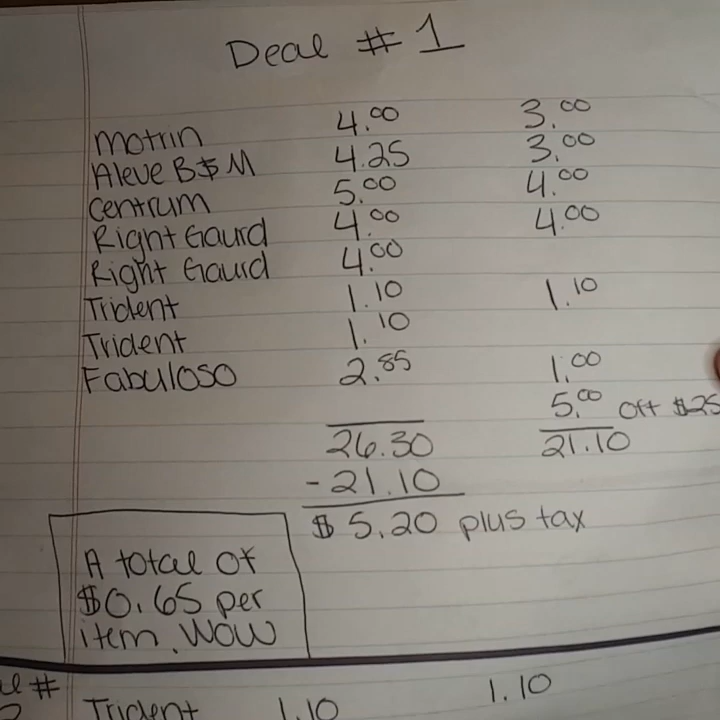 Deal # 1
Motrin 4.00 3.00
Aleve B$M 4.25 3.00
Centrum 5.00 4.00
Right Gaurd 4.00 4.00
Right Gaurd 4.00
Trident 1.10 1.10
Trident 1.10
Fabuloso 2.85 1.00
5.00 Off $25
26.30 21.10
- 21.10
$ 5.20 plus tax
A total of
$0.65 per
item. WOW
#
Trident 1.10 1.10